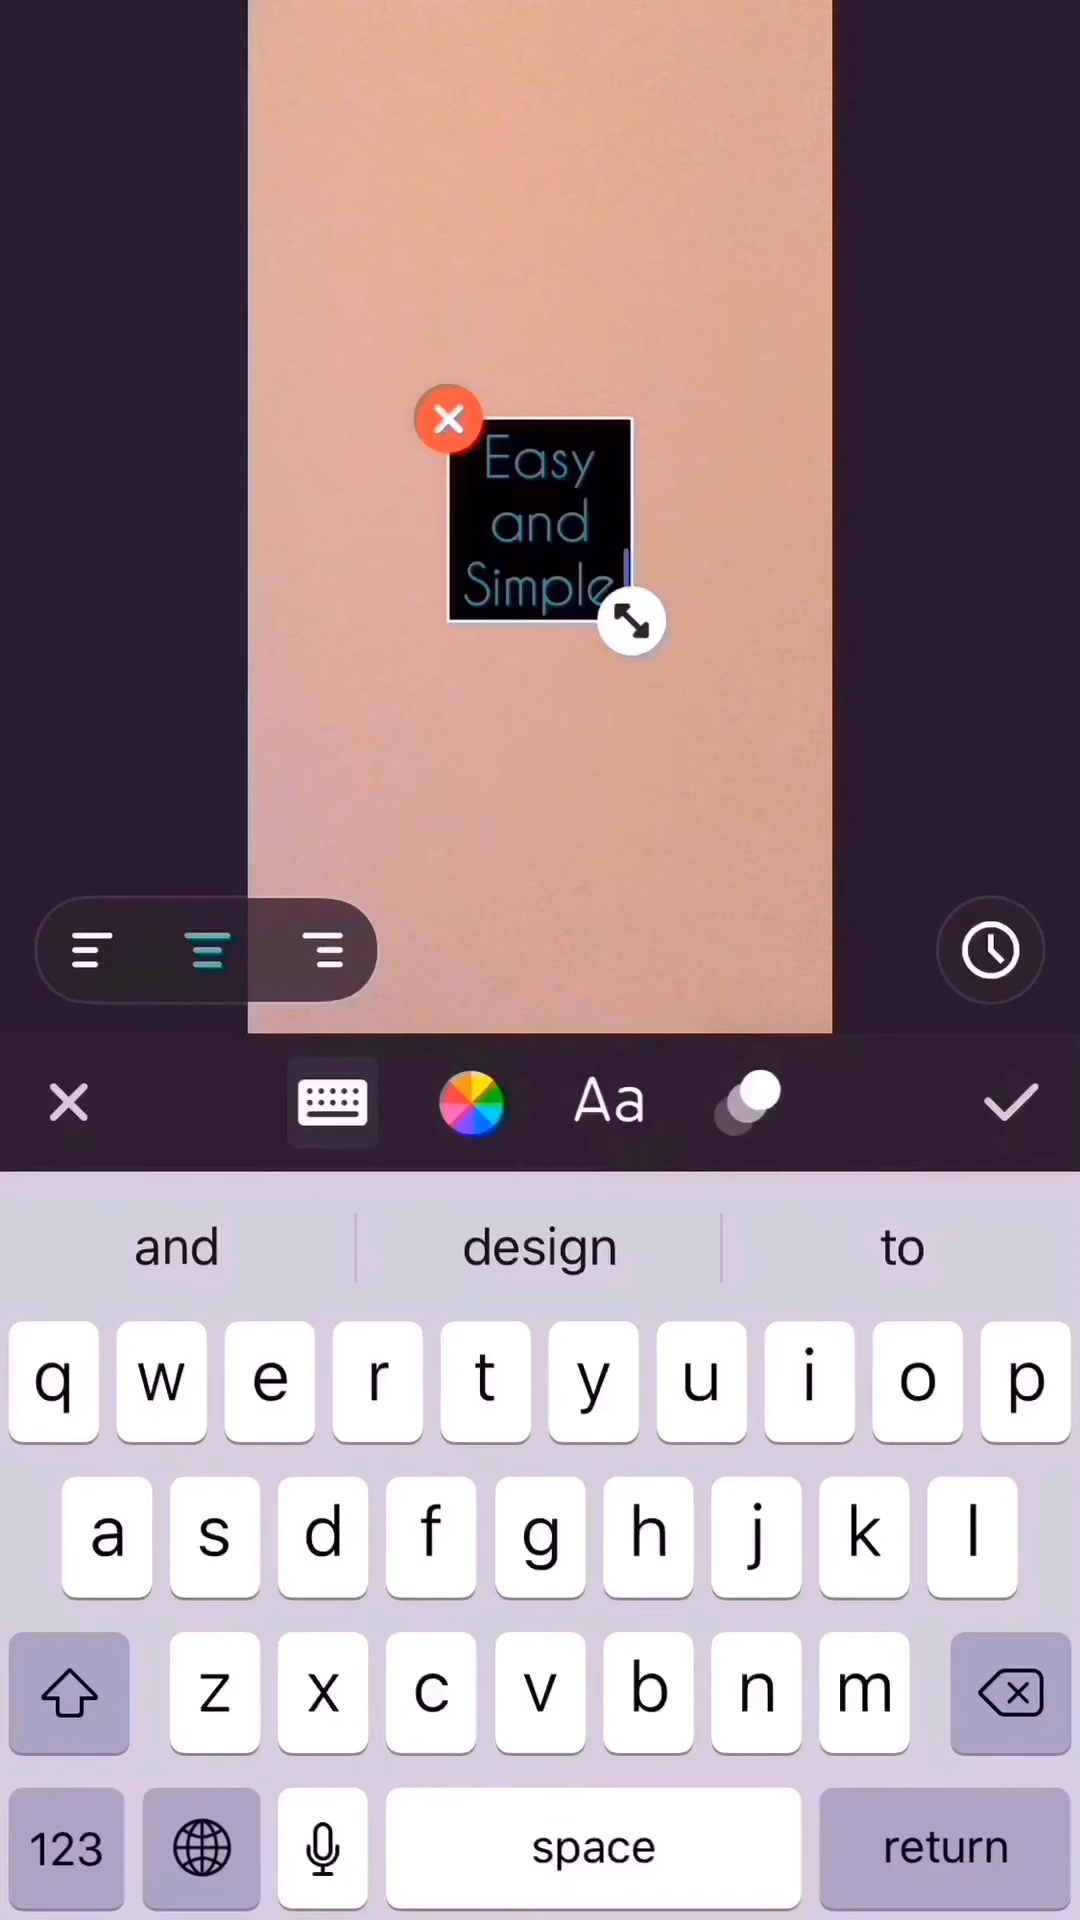 Easy
and
Simple
Aa
and design to
q w e r t y u i o p
a s d f g h j k l
z x c v b n m
123 space return